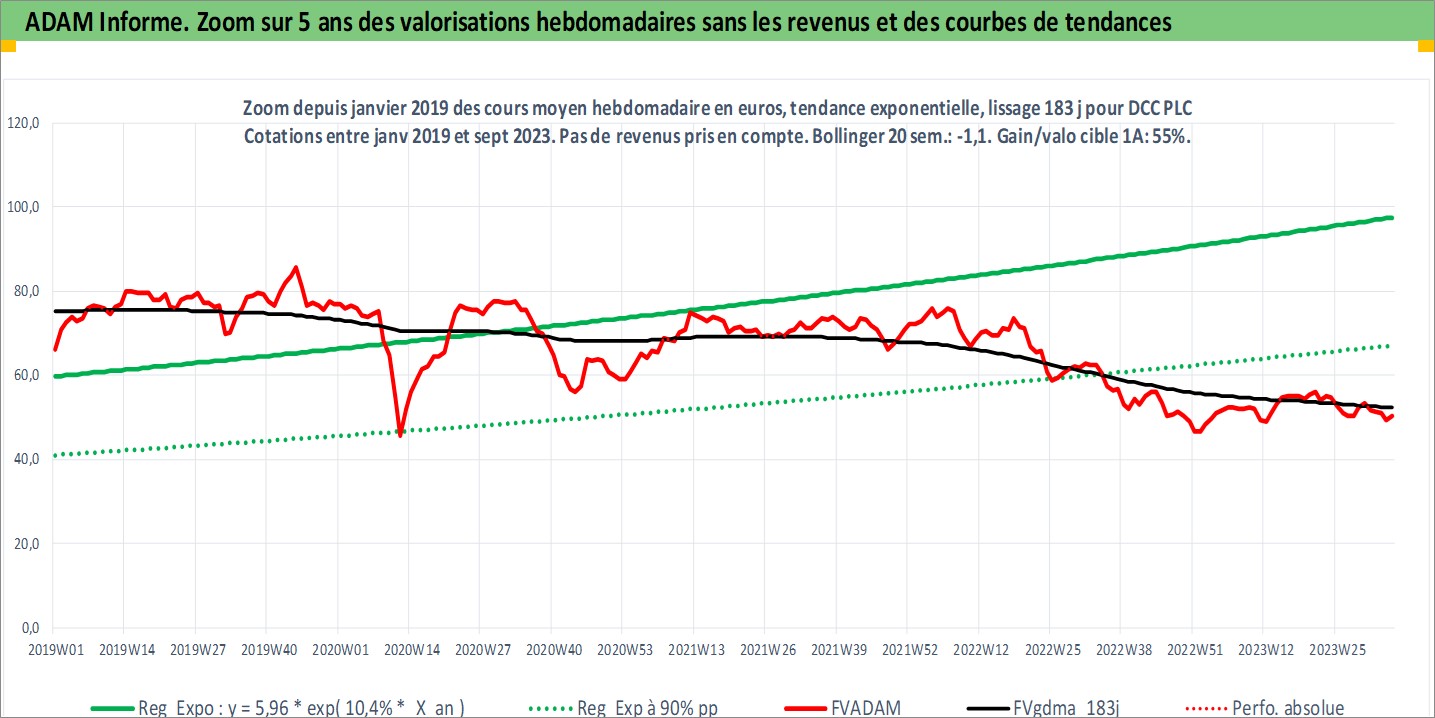 ADAM Informe. Zoom sur 5 ans des valorisations hebdomadaires sans les revenus et des courbes de tendances
Zoom depuis janvier 2019 des cours moyen hebdomadaire en euros, tendance exponentielle, lissage 183 j pour DCC PLC
Cotations entre janv 2019 et sept 2023. Pas de revenus pris en compte. Bollinger 20 sem.: -1,1. Gain/valo cible 1A: 55%.
120,0
100,0
80,0
60,0
40,0
20,0
0,0
2019W01 2019W14 2019W27 2019W40 2020W01 2020W14 2020W27 2020W40 2020W53 2021W13 2021W26 2021W39 2021W52 2022W12 2022W25 2022W38 2022W51 2023W12 2023W25
Reg Expo : y = 5,96 * exp( 10,4% * X an ) Reg Exp à 90% pp FVADAM FVgdma 183j Perfo. absolue